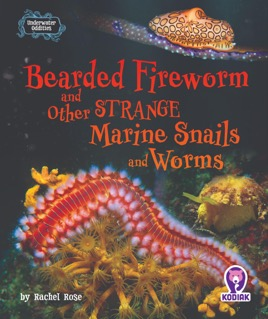 Underwater
Oddities
Bearded Fireworm
and
Other STRANGE
Marine Snails
and Worms
by Rachel Rose
KODIAK